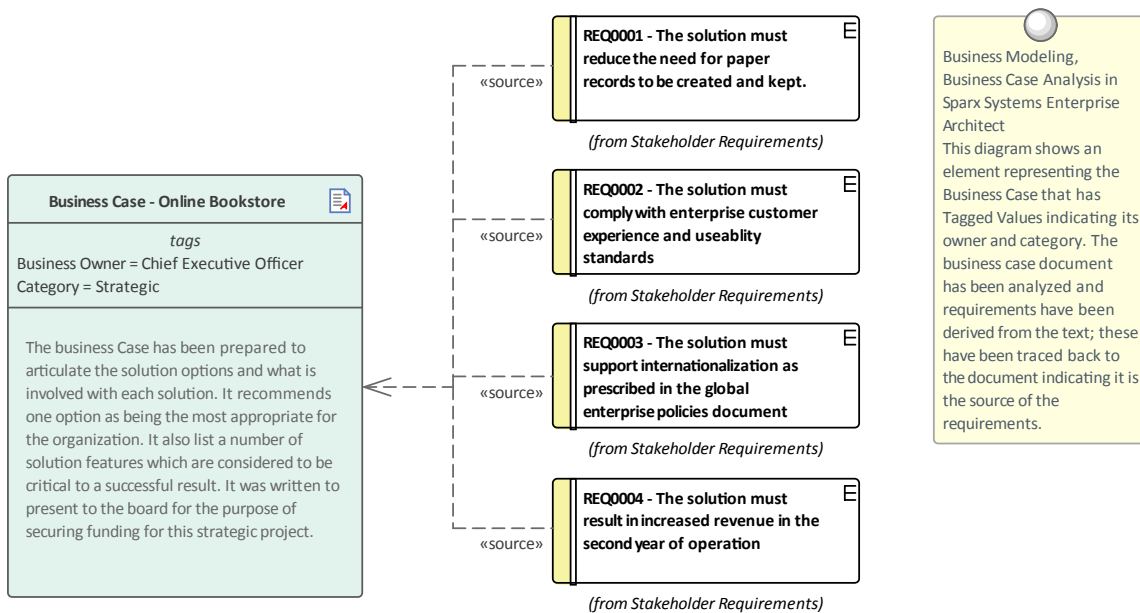 Business Case - Online Bookstore
tags
Business Owner = Chief Executive Officer
Category = Strategic
The business Case has been prepared to
articulate the solution options and what is
involved with each solution. It recommends
one option as being the most appropriate for
the organization. It also list a number of
solution features which are considered to be
critical to a successful result. It was written to
present to the board for the purpose of
securing funding for this strategic project.
«source»
REQ0001 - The solution must
reduce the need for paper
records to be created and kept.
E
(from Stakeholder Requirements)
«source»
REQ0002 - The solution must
comply with enterprise customer
experience and useablity
standards
E
(from Stakeholder Requirements)
«source»
REQ0003 - The solution must
support internationalization as
prescribed in the global
enterprise policies document
E
(from Stakeholder Requirements)
«source»
REQ0004 - The solution must
result in increased revenue in the
second year of operation
E
(from Stakeholder Requirements)
Business Modeling,
Business Case Analysis in
Sparx Systems Enterprise
Architect
This diagram shows an
element representing the
Business Case that has
Tagged Values indicating its
owner and category. The
business case document
has been analyzed and
requirements have been
derived from the text; these
have been traced back to
the document indicating it is
the source of the
requirements.